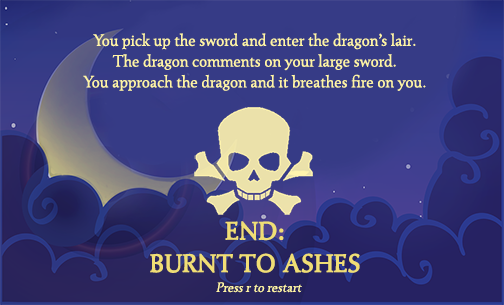 You pick up the sword and enter the dragon's lair.
The dragon comments on your large sword.
You approach the dragon and it breathes fire on you.
END:
BURNT TO ASHES
Press r to restart